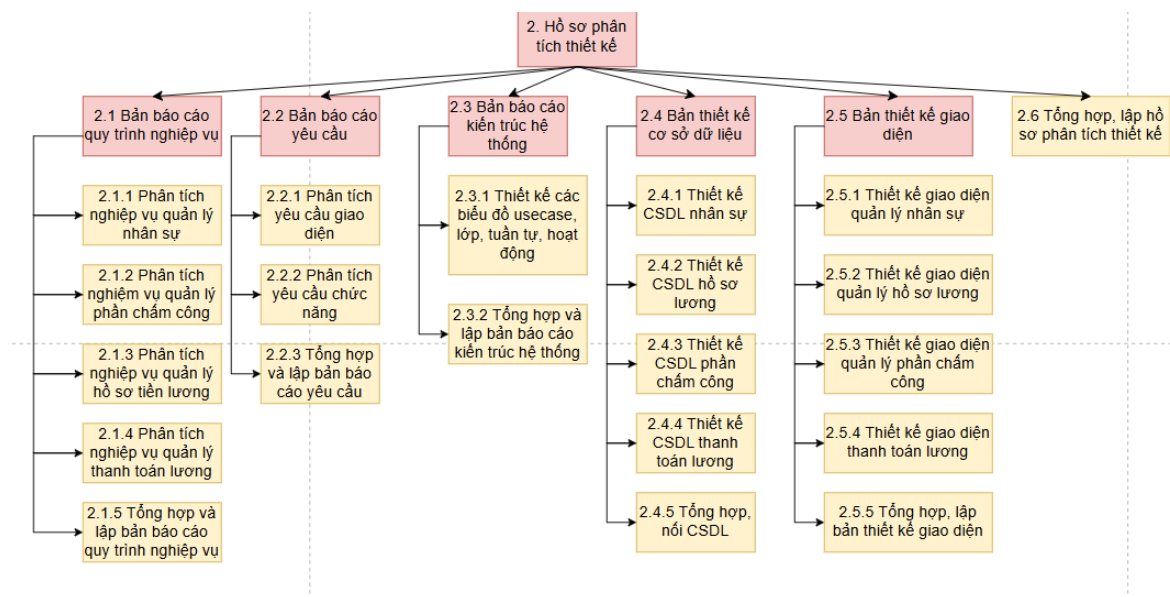 2. Hồ sơ phân
tích thiết kế
2.1 Bản báo cáo
quy trình nghiệp vụ
2.1.1 Phân tích
nghiệp vụ quản lý
nhân sự
2.1.2 Phân tích
nghiệm vụ quản lý
phần chấm công
2.1.3 Phân tích
nghiệp vụ quản lý
hồ sơ tiền lương
2.1.4 Phân tích
nghiệp vụ quản lý
thanh toán lương
2.1.5 Tổng hợp và
lập bản báo cáo
quy trình nghiệp vụ
2.2 Bản báo cáo
yêu cầu
2.2.1 Phân tích
yêu cầu giao
diện
2.2.2 Phân tích
yêu cầu chức
năng
2.2.3 Tổng hợp
và lập bản báo
cáo yêu cầu
2.3 Bản báo cáo
kiến trúc hệ
thống
2.3.1 Thiết kế các
biểu đồ usecase,
lớp, tuần tự, hoạt
động
2.3.2 Tổng hợp và
lập bản báo cáo
kiến trúc hệ thống
2.4 Bản thiết kế
cơ sở dữ liệu
2.4.1 Thiết kế
CSDL nhân sự
2.4.2 Thiết kế
CSDL hồ sơ
lương
2.4.3 Thiết kế
CSDL phần
chấm công
2.4.4 Thiết kế
CSDL thanh
toán lương
2.4.5 Tổng hợp,
nối CSDL
2.5 Bản thiết kế giao
diện
2.5.1 Thiết kế giao diện
quản lý nhân sự
2.5.2 Thiết kế giao diện
quản lý hồ sơ lương
2.5.3 Thiết kế giao diện
quản lý phần chấm
công
2.5.4 Thiết kế giao diện
thanh toán lương
2.5.5 Tổng hợp, lập
bản thiết kế giao diện
2.6 Tổng hợp, lập hồ
sơ phân tích thiết kế